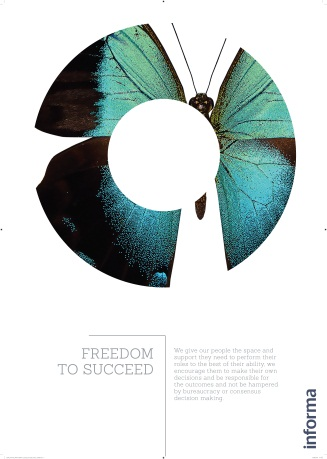 FREEDOM
TO SUCCEED
We give our people the space and
support they need to perform their
roles to the best of their ability, we
encourage them to make their own
decisions and be responsible for
the outcomes and not be hampered
by bureaucracy or nonsensus
decision making.
informa